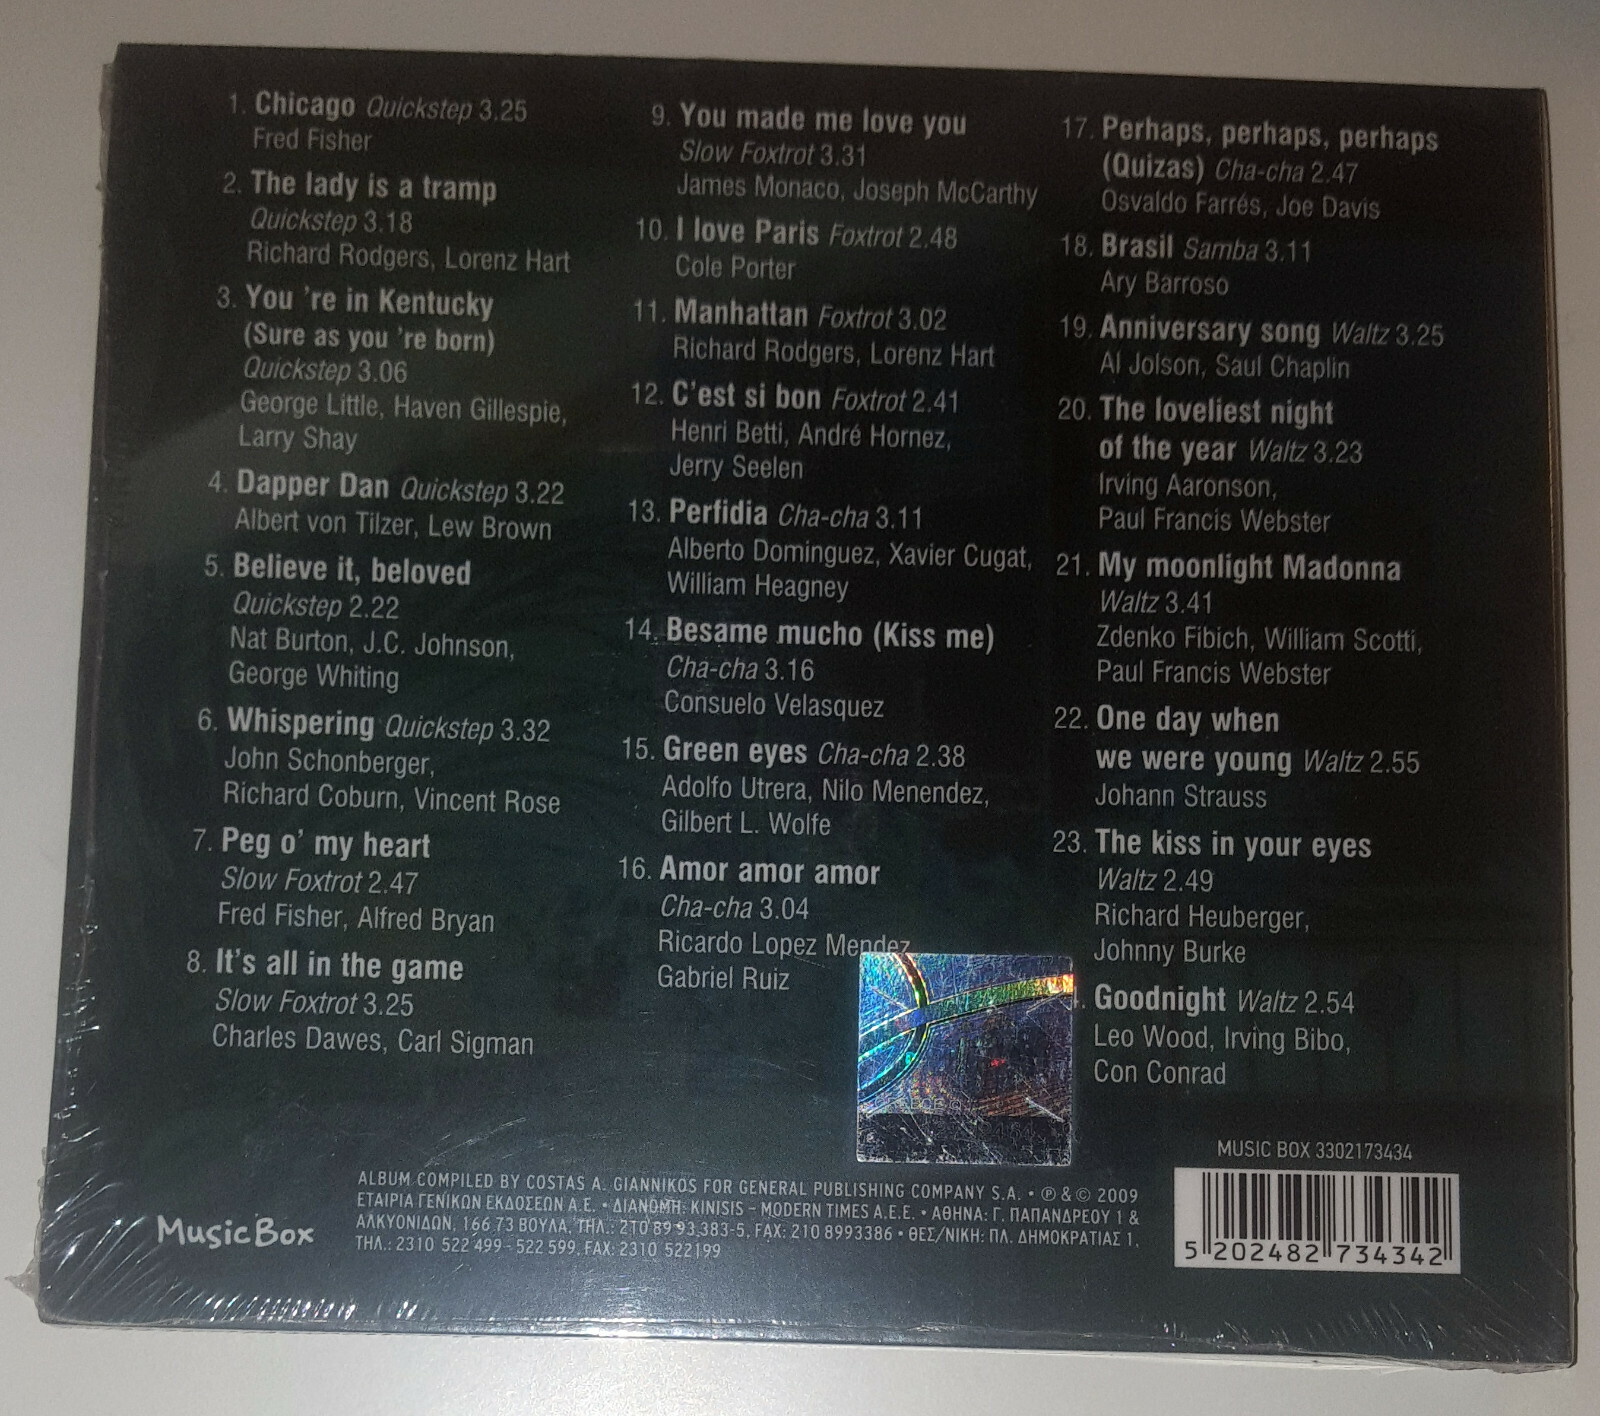 1. Chicago Quickstep 3.25
Fred Fisher
2. The lady is a tramp
Quickstep 3.18
Richard Rodgers, Lorenz Hart
3. You 're in Kentucky
(Sure as you 're born)
Quickstep 3.06
George Little, Haven Gillespie,
Larry Shay
4. Dapper Dan Quickstep 3.22
Albert von Tilzer, Lew Brown
5. Believe it, beloved
Quickstep 2.22
Nat Burton, J.C. Johnson,
George Whiting
6. Whispering Quickstep 3.32
John Schonberger,
Richard Coburn, Vincent Rose
7. Peg o' my heart
Slow Foxtrot 2.47
Fred Fisher, Alfred Bryan
8. It's all in the game
Slow Foxtrot 3.25
Charles Dawes, Carl Sigman
9. You made me love you
Slow Foxtrot 3.31
James Monaco, Joseph McCarthy
10. I love Paris Foxtrot 2.48
Cole Porter
11. Manhattan Foxtrot 3.02
Richard Rodgers, Lorenz Hart
12. C'est si bon Foxtrot 2.41
Henri Betti, André Hornez,
Jerry Seelen
13. Perfidia Cha-cha 3.11
Alberto Dominguez, Xavier Cugat,
William Heagney
14. Besame mucho (Kiss me)
Cha-cha 3.16
Consuelo Velasquez
15. Green eyes Cha-cha 2.38
Adolfo Utrera, Nilo Menendez,
Gilbert L. Wolfe
16. Amor amor amor
Cha-cha 3.04
Ricardo Lopez Mendez
Gabriel Ruiz
17. Perhaps, perhaps, perhaps
(Quizas) Cha-cha 2.47
Osvaldo Farrés, Joe Davis
18. Brasil Samba 3.11
Ary Barroso
19. Anniversary song Waltz 3.25
Al Jolson, Saul Chaplin
20. The loveliest night
of the year Waltz 3.23
Irving Aaronson,
Paul Francis Webster
21. My moonlight Madonna
Waltz 3.41
Zdenko Fibich, William Scotti,
Paul Francis Webster
22. One day when
we were young Waltz 2.55
Johann Strauss
23. The kiss in your eyes
Waltz 2.49
Richard Heuberger,
Johnny Burke
Goodnight Waltz 2.54
Leo Wood, Irving Bibo,
Con Conrad
MUSIC BOX 3302173434
5 202482 734342
MusicBox
ALBUM COMPILED BY COSTAS A. GIANNIKOS FOR GENERAL PUBLISHING COMPANY S.A. • ℗ & © 2009
ΕΤΑΙΡΙΑ ΓΕΝΙΚΩΝ ΕΚΔΟΣΕΩΝ Α.Ε. • ΔΙΑΝΟΜΗ: KINISIS – MODERN TIMES A.E.E. • ΑΘΗΝΑ: Γ. ΠΑΠΑΝΔΡΕΟΥ 1 &
ΑΛΚΥΟΝΙΔΩΝ, 166 73 ΒΟΥΛΑ, ΤΗΛ.: 210 89 93 383-5, FAX: 210 8993386 • ΘΕΣ/ΝΙΚΗ: ΠΛ. ΔΗΜΟΚΡΑΤΙΑΣ 1,
ΤΗΛ.: 2310 522 499 - 522 599, FAX: 2310 522199